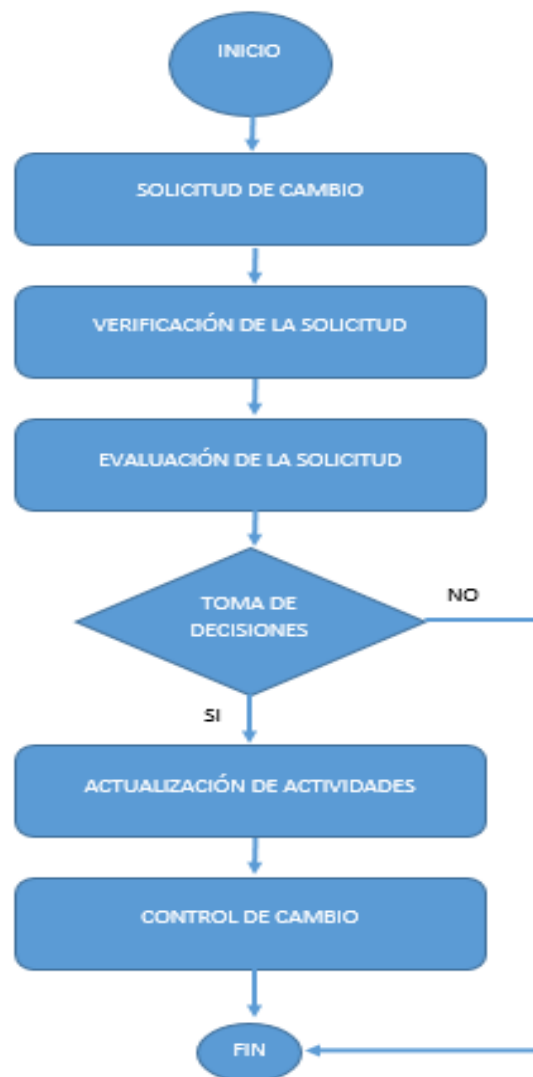 INICIO
SOLICITUD DE CAMBIO
VERIFICACIÓN DE LA SOLICITUD
EVALUACIÓN DE LA SOLICITUD
TOMA DE
DECISIONES
NO
SI
ACTUALIZACIÓN DE ACTIVIDADES
CONTROL DE CAMBIO
FIN